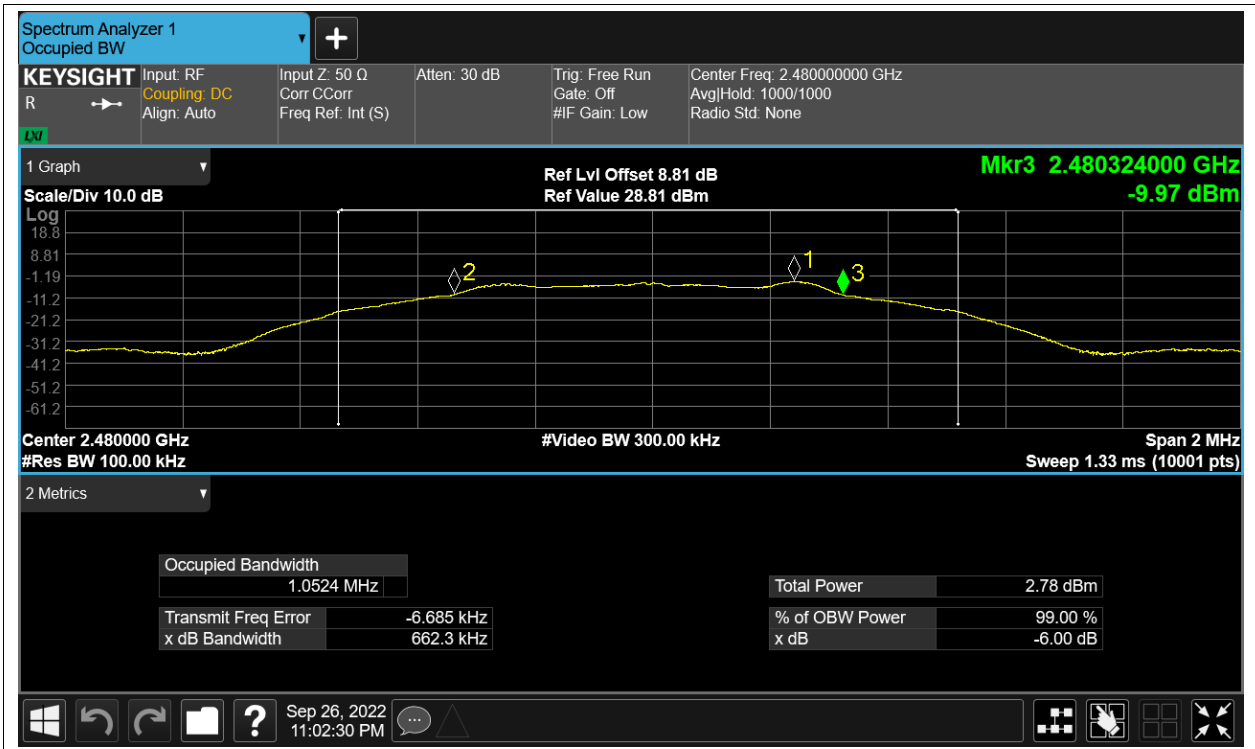 Spectrum Analyzer 1
Occupied BW
KEYSIGHT
R
LXI
Input: RF
Coupling: DC
Align: Auto
Input Z: 50 Ω
Corr CCorr
Freq Ref: Int (S)
Atten: 30 dB
Trig: Free Run
Gate: Off
#IF Gain: Low
Center Freq: 2.480000000 GHz
Avg|Hold: 1000/1000
Radio Std: None
1 Graph
Scale/Div 10.0 dB
Ref Lvl Offset 8.81 dB
Ref Value 28.81 dBm
Mkr3 2.480324000 GHz
-9.97 dBm
Log
18.8
8.81
-1.19
-11.2
-21.2
-31.2
-41.2
-51.2
-61.2
2
1
3
Center 2.480000 GHz
#Res BW 100.00 kHz
#Video BW 300.00 kHz
Span 2 MHz
Sweep 1.33 ms (10001 pts)
2 Metrics
Occupied Bandwidth
1.0524 MHz
Transmit Freq Error -6.685 kHz
x dB Bandwidth 662.3 kHz
Total Power 2.78 dBm
% of OBW Power 99.00 %
x dB -6.00 dB
?
Sep 26, 2022
11:02:30 PM